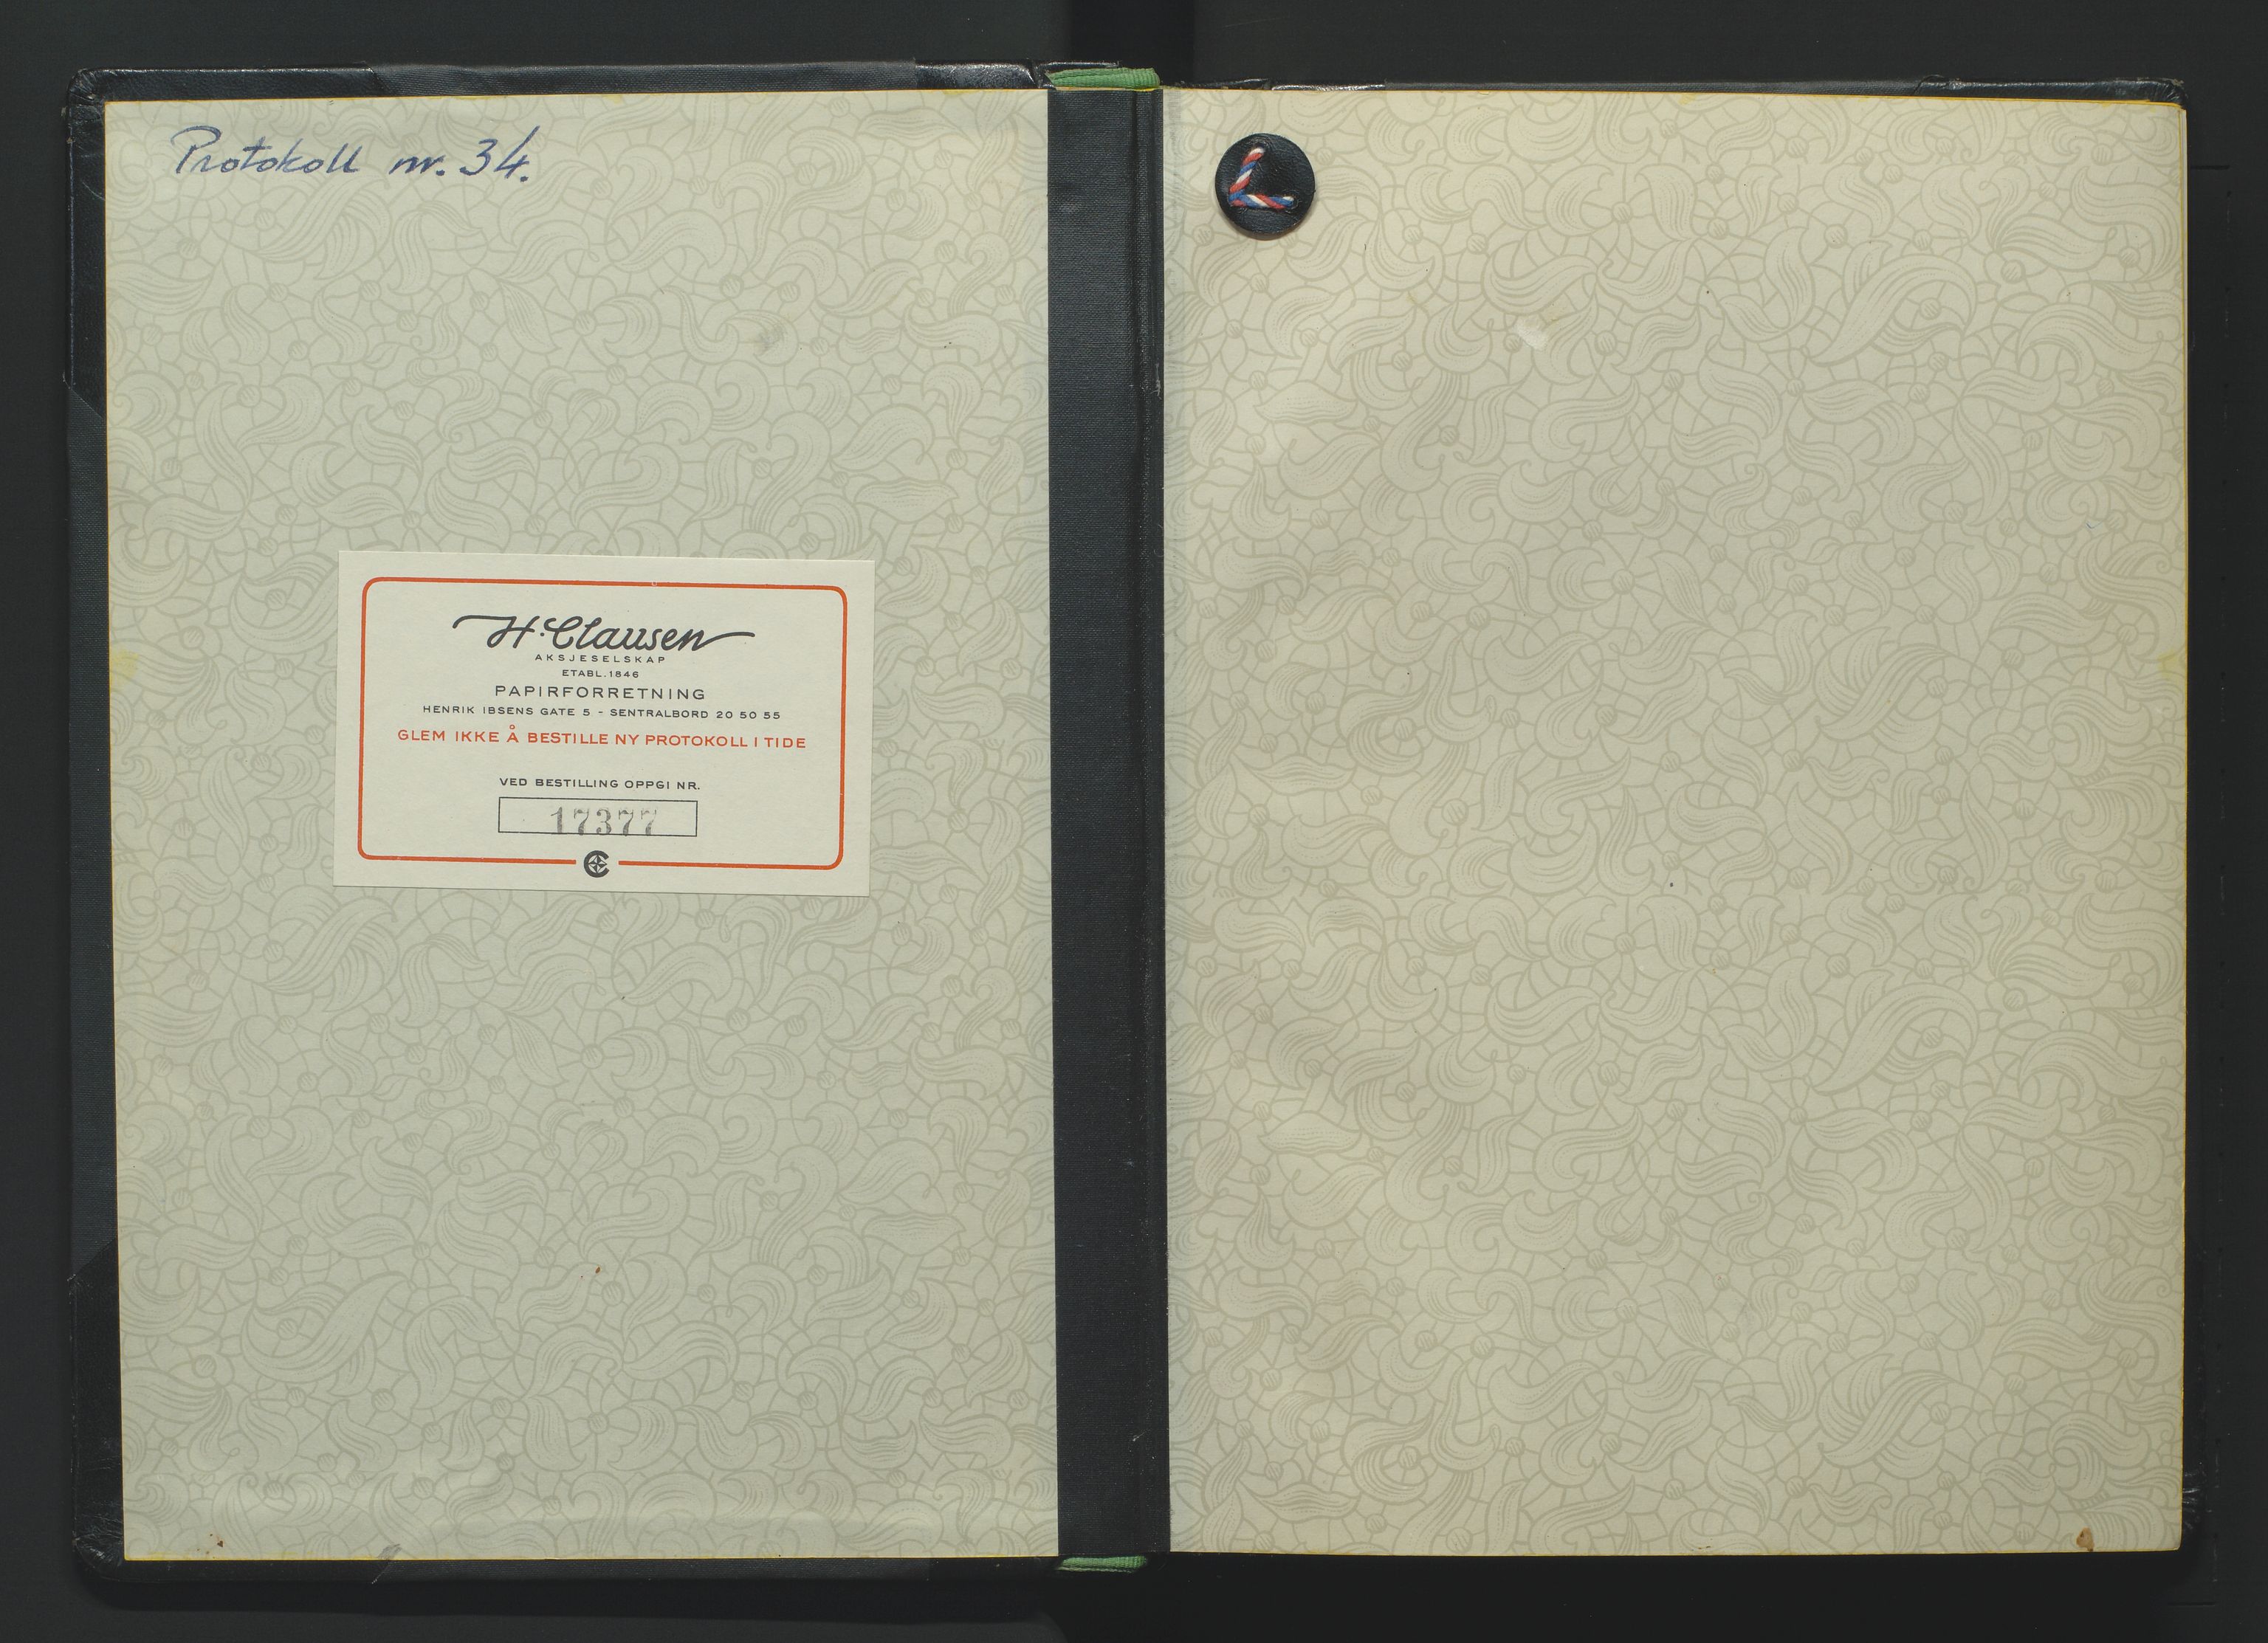 Protokoll nr. 34.
H. Clausen
AKSJESELSKAP
ETABL. 1846
PAPIRFORRETNING
HENRIK IBSENS GATE 5 - SENTRALBORD 20 50 55
GLEM IKKE Å BESTILLE NY PROTOKOLL I TIDE
VED BESTILLING OPPGI NR.
17377